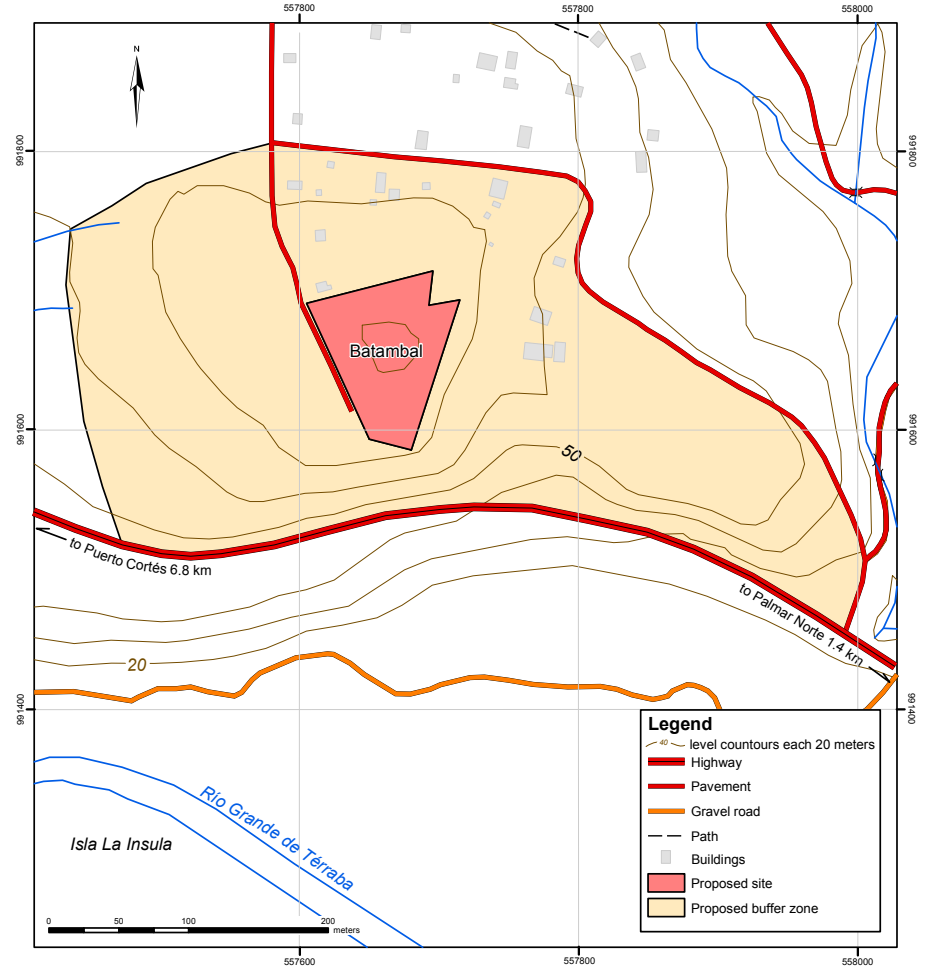 557800
557800
558000
N
991800
991800
Batambal
991600
991600
50
to Puerto Cortés 6.8 km
to Palmar Norte 1.4 km
20
991400
991400
Legend
40 level countours each 20 meters
Highway
Pavement
Gravel road
Path
Buildings
Proposed site
Proposed buffer zone
Río Grande de Térraba
Isla La Insula
0 50 100 200
meters
557600
557800
558000